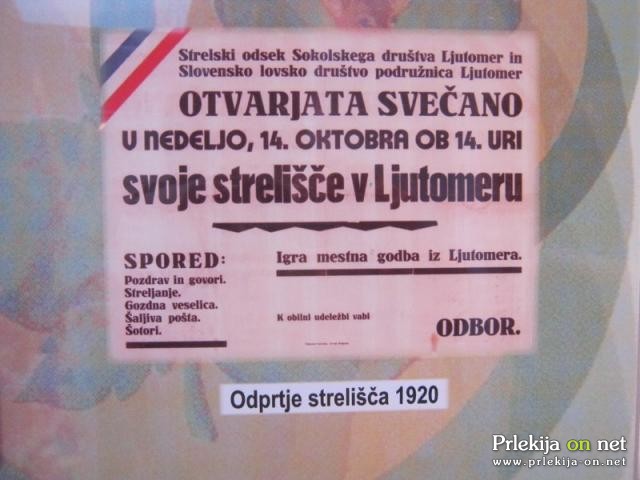 Strelski odsek Sokolskega društva Ljutomer in
Slovensko lovsko društvo podružnica Ljutomer
OTVARJATA SVEČANO
U NEDELJO, 14. OKTOBRA OB 14. URI
svoje strelišče v Ljutomeru
SPORED:
Pozdrav in govori.
Streljanje.
Gozdna veselica.
Šaljiva pošta.
Šotori.
Igra mestna godba iz Ljutomera.
K obilni udeležbi vabi
ODBOR.
Odprtje strelišča 1920
Prlekija on net
www.prlekija-on.net